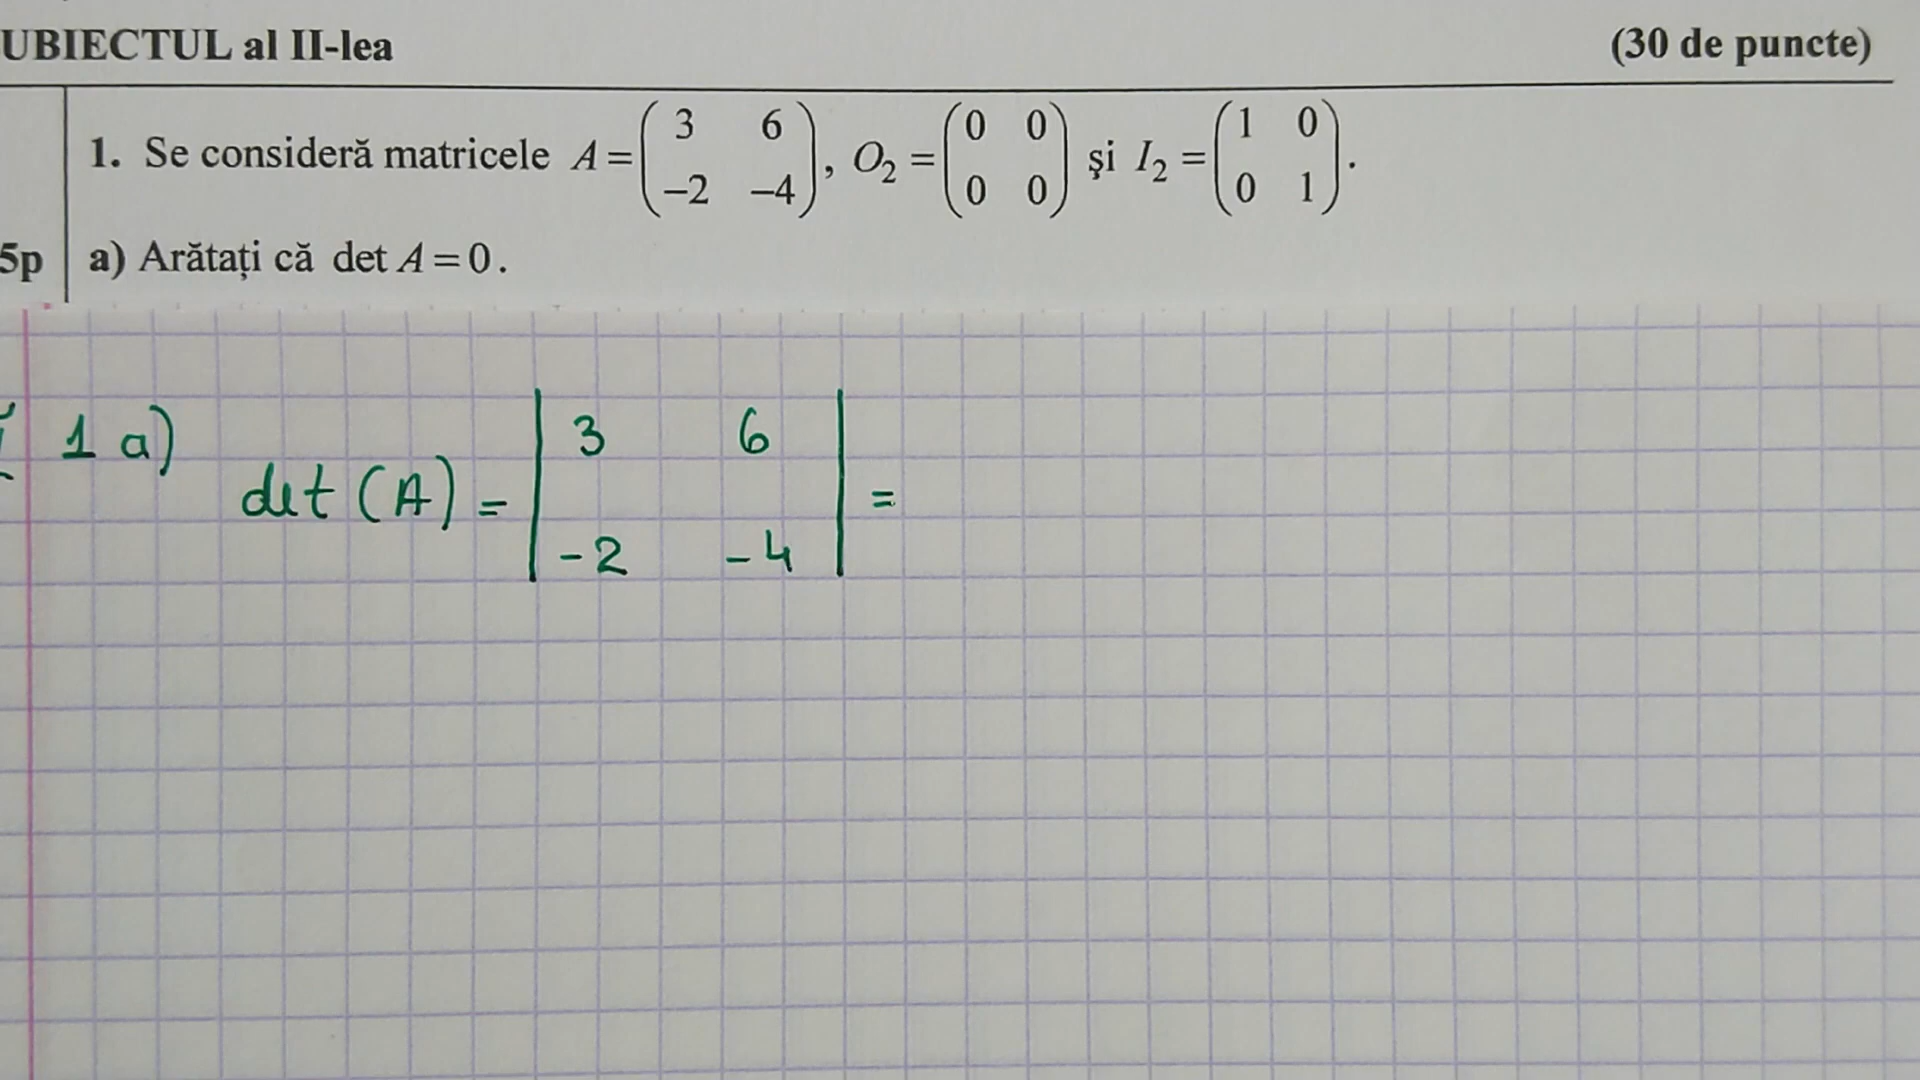 UBIECTUL al II-lea (30 de puncte)
1. Se consideră matricele A = (3 6 -2 -4), O₂ = (0 0 0 0) şi I₂ = (1 0 0 1).
5p a) Arătați că det A = 0.
1 a)
det (A) = | 3 6 -2 -4 | =